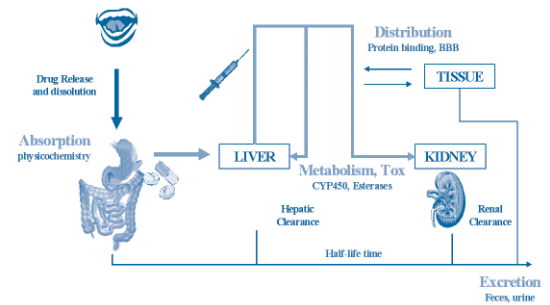 Distribution
Protein binding, BBB
Drug Release
and dissolution
TISSUE
Absorption
physicochemistry
LIVER
Metabolism, Tox
CYP450, Esterases
KIDNEY
Hepatic
Clearance
Renal
Clearance
Half-life time
Excretion
Feces, urine